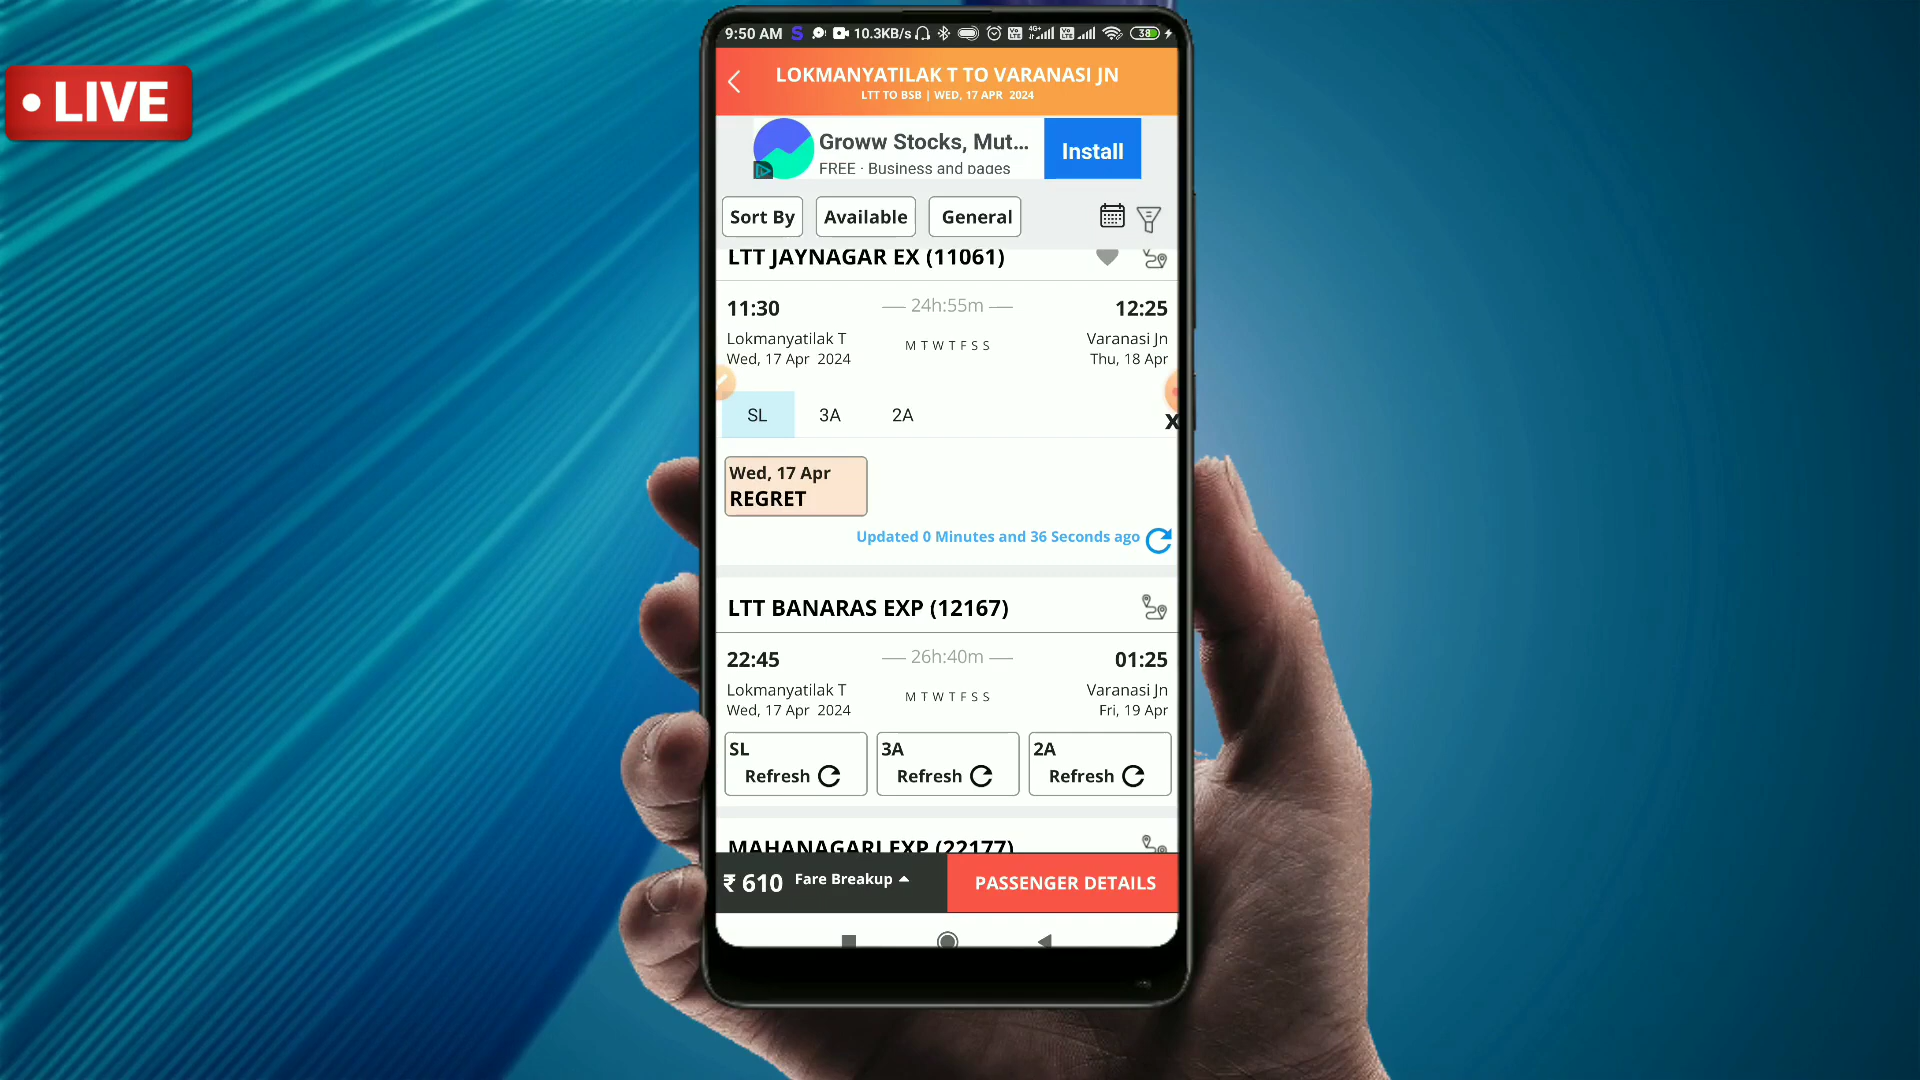 LIVE
9:50 AM S 10.3KB/s 4G+ 38
LOKMANYATILAK T TO VARANASI JN
LTT TO BSB | WED, 17 APR 2024
Groww Stocks, Mut...
FREE · Business and pages
Install
Sort By Available General
LTT JAYNAGAR EX (11061)
11:30 24h:55m 12:25
Lokmanyatilak T M T W T F S S Varanasi Jn
Wed, 17 Apr 2024 Thu, 18 Apr
SL 3A 2A X
Wed, 17 Apr
REGRET
Updated 0 Minutes and 36 Seconds ago
LTT BANARAS EXP (12167)
22:45 26h:40m 01:25
Lokmanyatilak T M T W T F S S Varanasi Jn
Wed, 17 Apr 2024 Fri, 19 Apr
SL 3A 2A
Refresh Refresh Refresh
MAHANAGARI EXP (22177)
₹ 610 Fare Breakup PASSENGER DETAILS